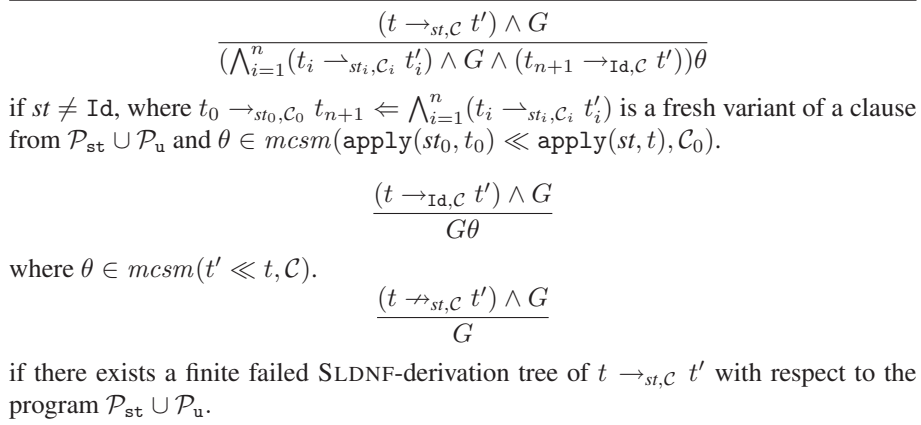 (t →_{st,𝒞} t′) ∧ G
(⋀_{i=1}^{n}(t_i ⇀_{st_i,𝒞_i} t′_i) ∧ G ∧ (t_{n+1} →_{Id,𝒞} t′))θ
if st ≠ Id, where t_0 →_{st_0,𝒞_0} t_{n+1} ⇐ ⋀_{i=1}^{n}(t_i ⇀_{st_i,𝒞_i} t′_i) is a fresh variant of a clause
from 𝒫_st ∪ 𝒫_u and θ ∈ mcsm(apply(st_0, t_0) ≪ apply(st, t), 𝒞_0).
(t →_{Id,𝒞} t′) ∧ G
Gθ
where θ ∈ mcsm(t′ ≪ t, 𝒞).
(t ↛_{st,𝒞} t′) ∧ G
G
if there exists a finite failed SLDNF-derivation tree of t →_{st,𝒞} t′ with respect to the
program 𝒫_st ∪ 𝒫_u.